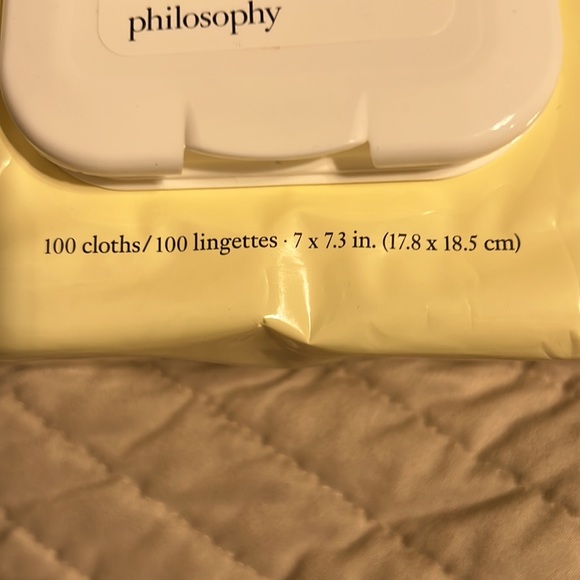 philosophy
100 cloths/100 lingettes · 7 x 7.3 in. (17.8 x 18.5 cm)